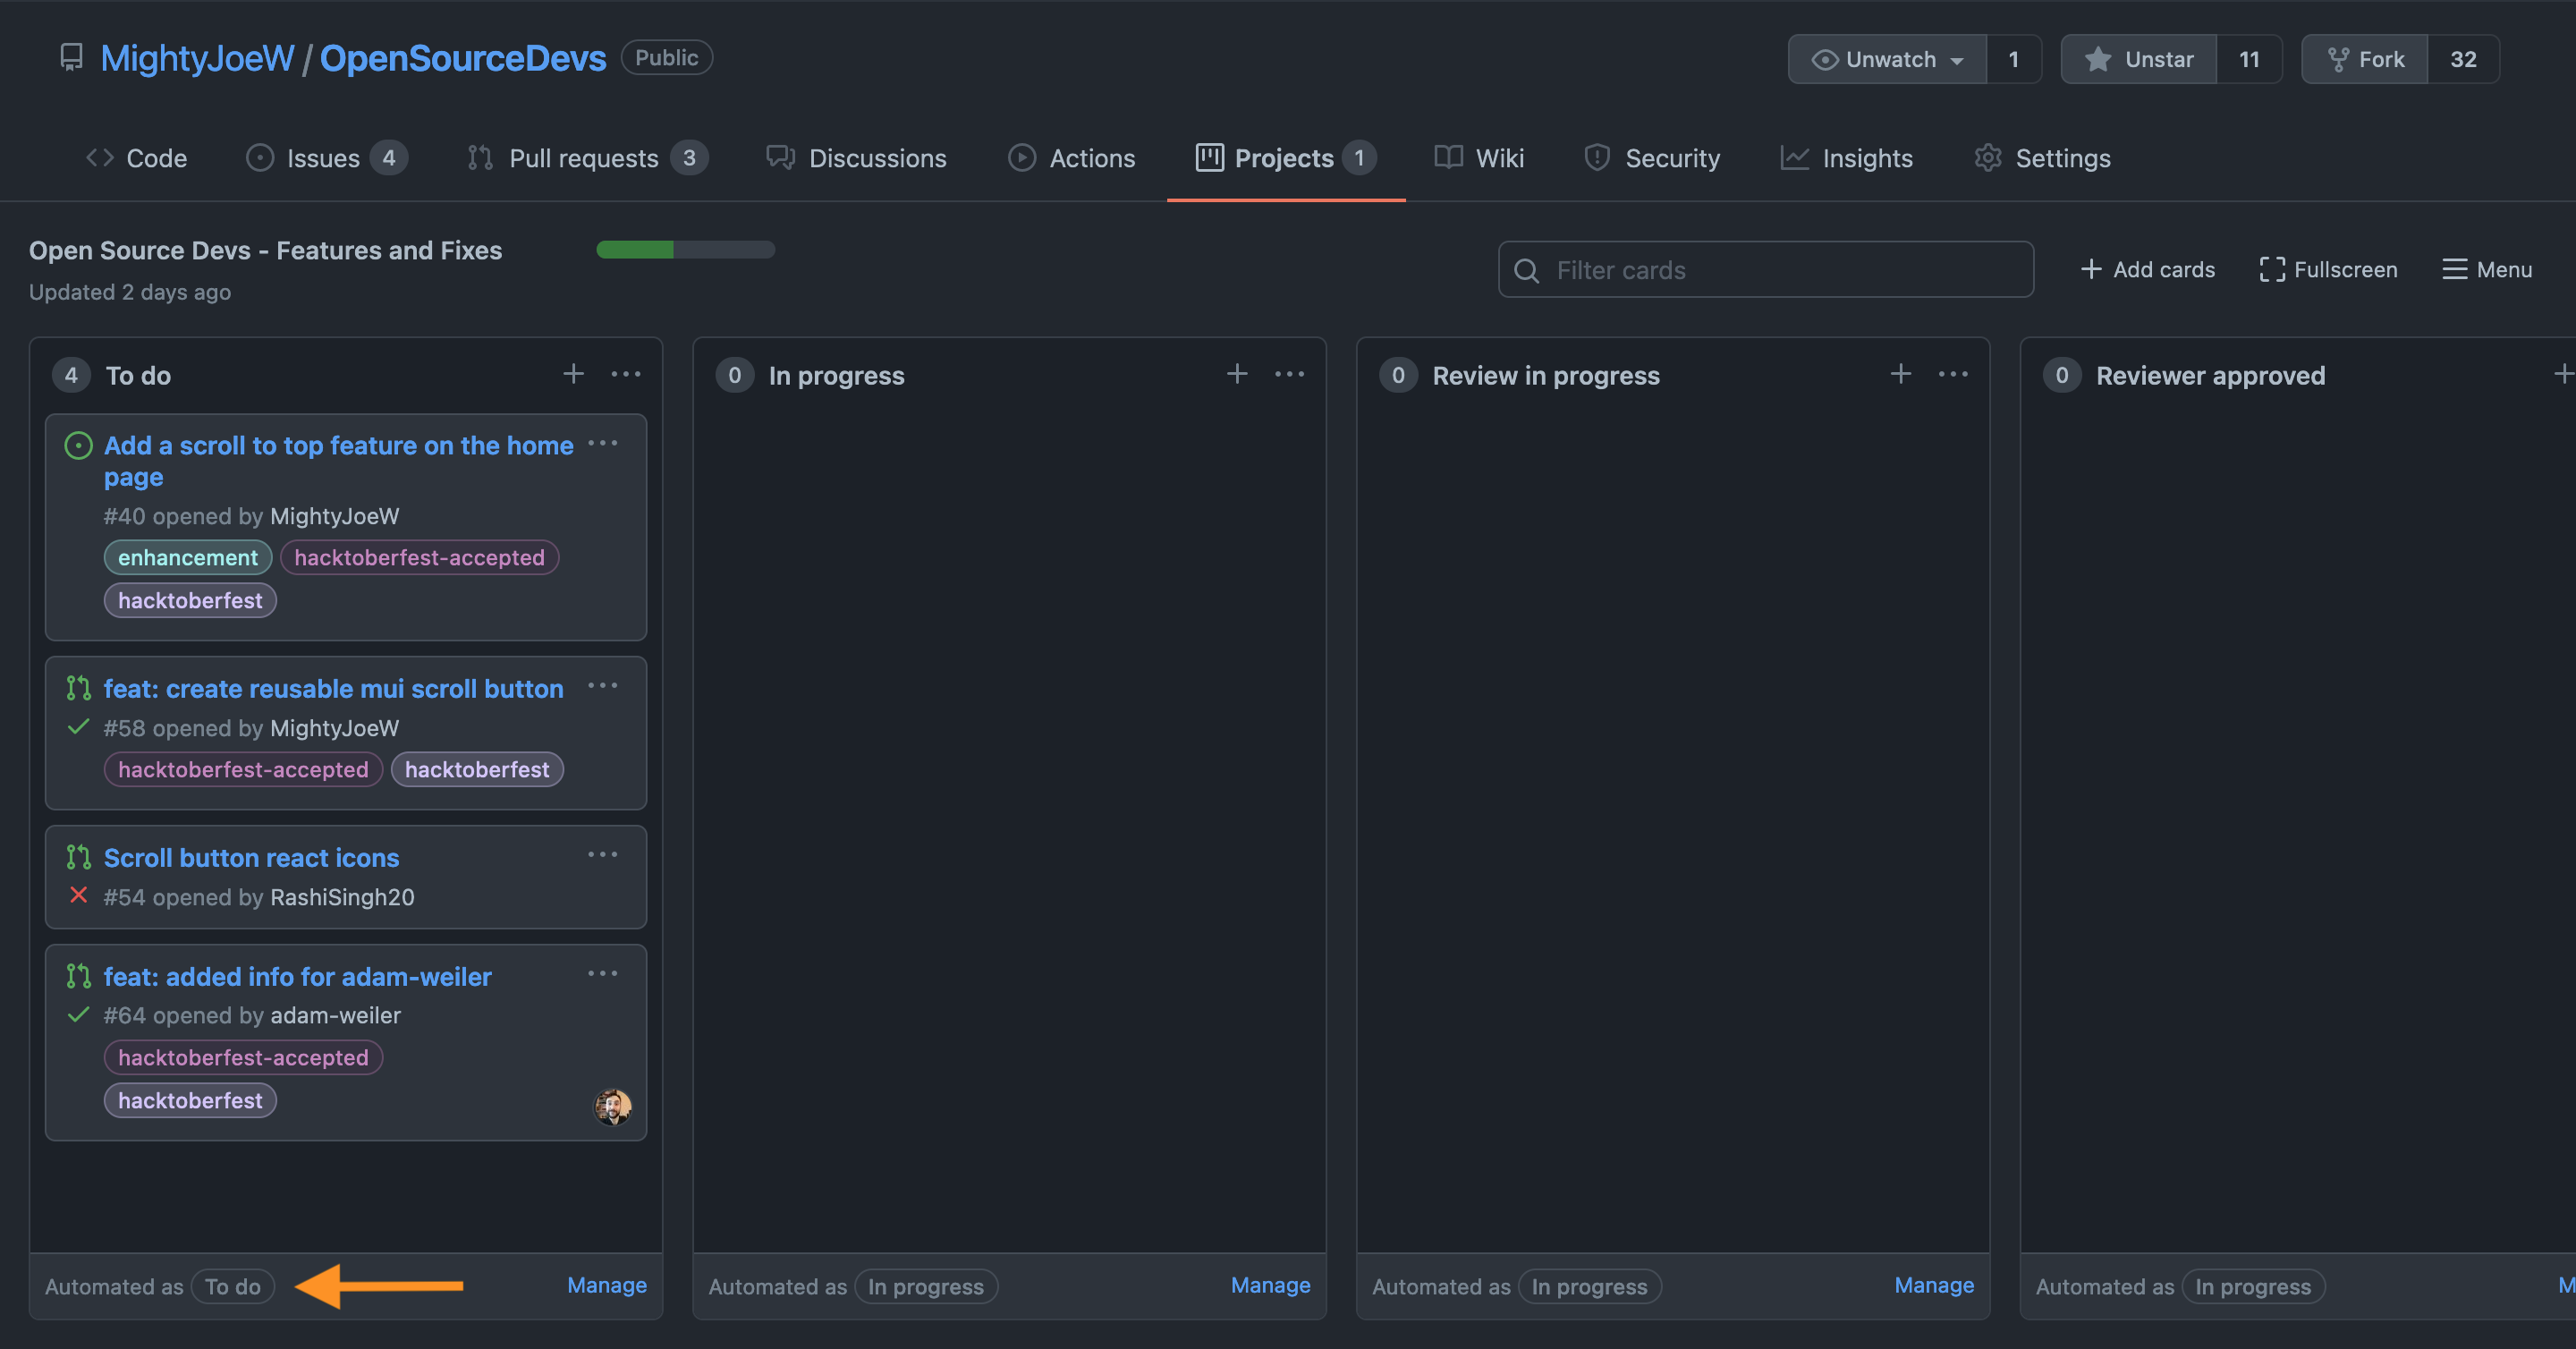 MightyJoeW / OpenSourceDevs Public
Unwatch 1
Unstar 11
Fork 32
Code
Issues 4
Pull requests 3
Discussions
Actions
Projects 1
Wiki
Security
Insights
Settings
Open Source Devs - Features and Fixes
Updated 2 days ago
Filter cards
Add cards
Fullscreen
Menu
4 To do
Add a scroll to top feature on the home
page
#40 opened by MightyJoeW
enhancement hacktoberfest-accepted
hacktoberfest
feat: create reusable mui scroll button
#58 opened by MightyJoeW
hacktoberfest-accepted hacktoberfest
Scroll button react icons
#54 opened by RashiSingh20
feat: added info for adam-weiler
#64 opened by adam-weiler
hacktoberfest-accepted
hacktoberfest
Automated as To do Manage
0 In progress
Automated as In progress Manage
0 Review in progress
Automated as In progress Manage
0 Reviewer approved
Automated as In progress M